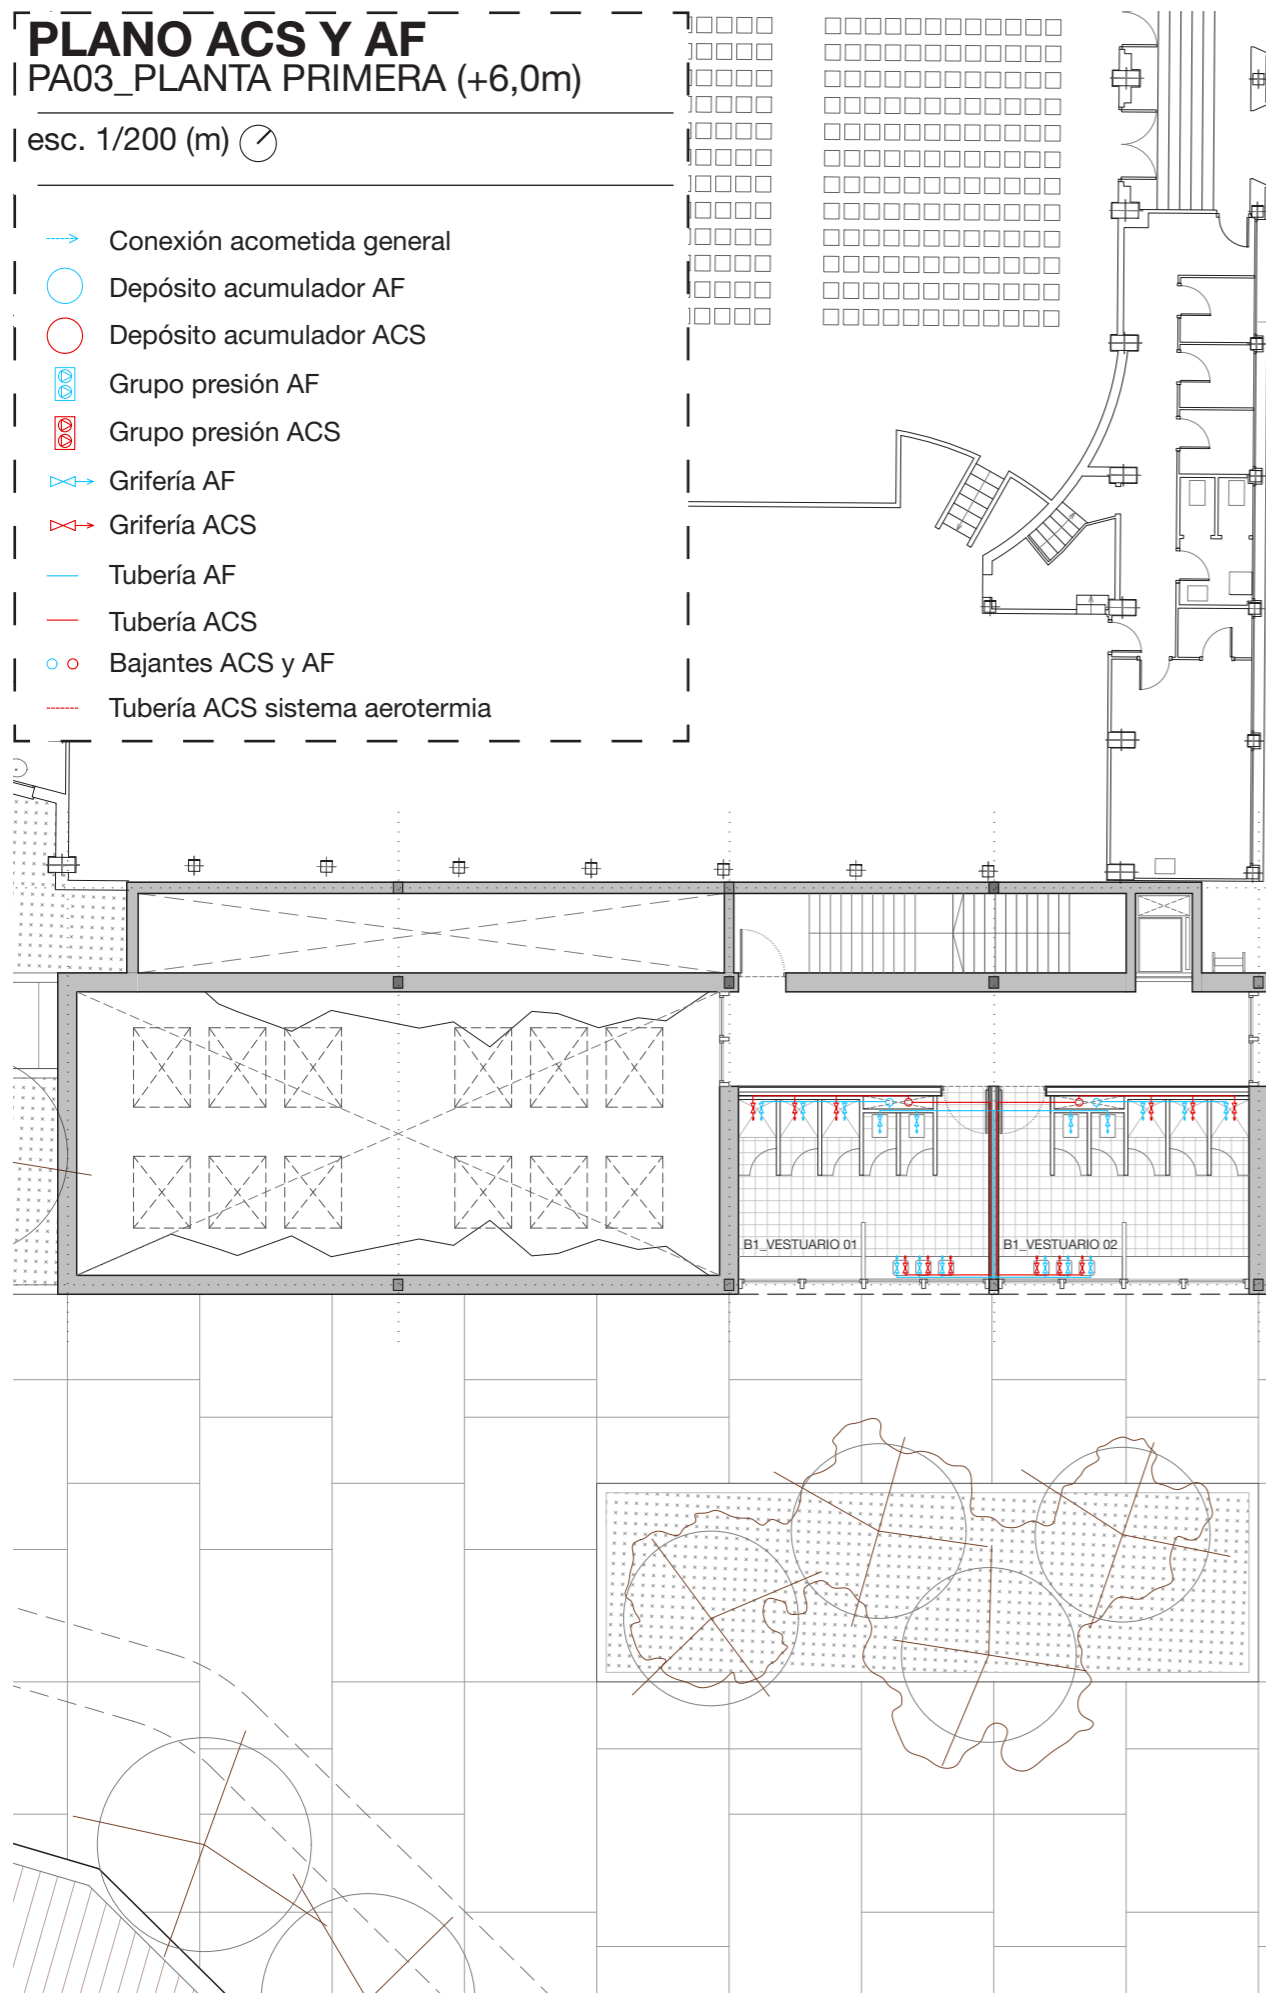 PLANO ACS Y AF
PA03_PLANTA PRIMERA (+6,0m)
esc. 1/200 (m)
Conexión acometida general
Depósito acumulador AF
Depósito acumulador ACS
Grupo presión AF
Grupo presión ACS
Grifería AF
Grifería ACS
Tubería AF
Tubería ACS
Bajantes ACS y AF
Tubería ACS sistema aerotermia
B1_VESTUARIO 01
B1_VESTUARIO 02